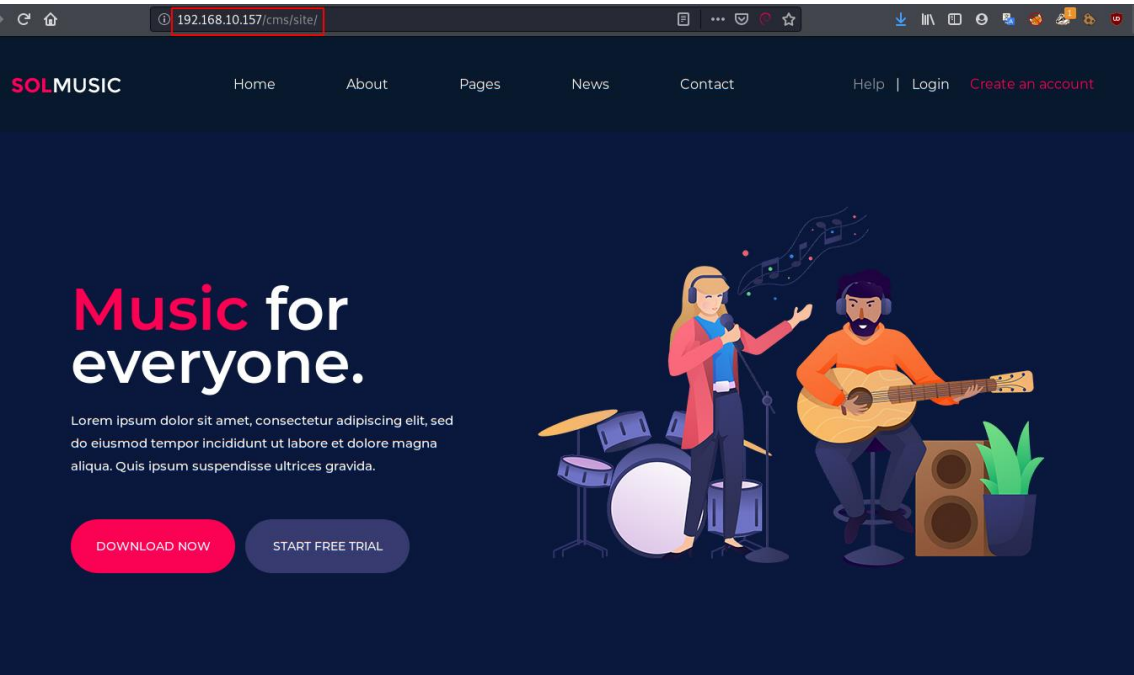 192.168.10.157/cms/site/
1
SOLMUSIC
Home
About
Pages
News
Contact
Help | Login Create an account
Music for
everyone.
Lorem ipsum dolor sit amet, consectetur adipiscing elit, sed
do eiusmod tempor incididunt ut labore et dolore magna
aliqua. Quis ipsum suspendisse ultrices gravida.
DOWNLOAD NOW
START FREE TRIAL